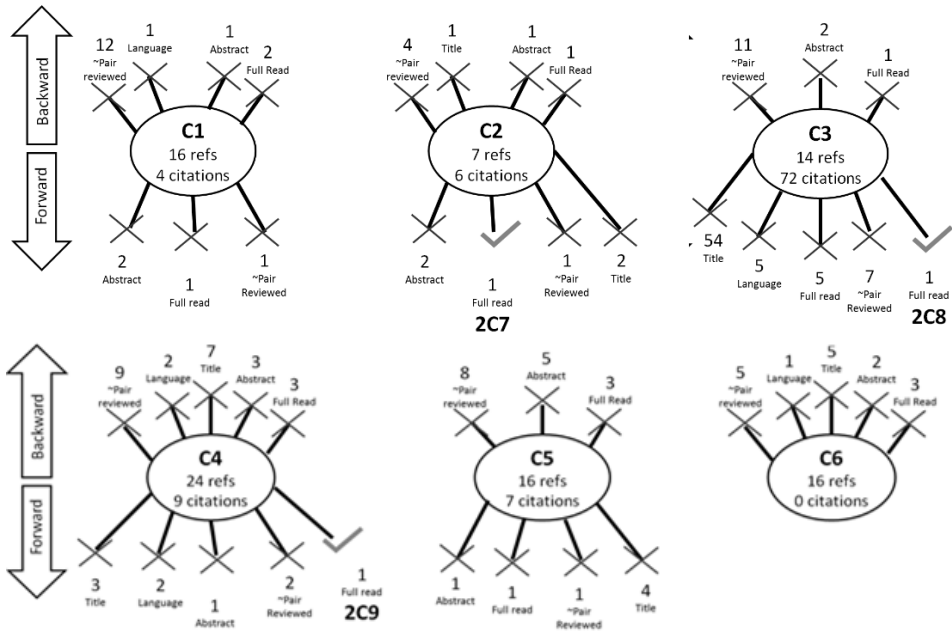 Backward
12
~Pair
reviewed
1
Language
1
Abstract
2
Full Read
C1
16 refs
4 citations
Forward
2
Abstract
1
Full read
1
~Pair
Reviewed
4
~Pair
reviewed
1
Title
1
Abstract
1
Full Read
C2
7 refs
6 citations
2
Abstract
1
Full read
2C7
1
~Pair
Reviewed
2
Title
11
~Pair
reviewed
2
Abstract
1
Full Read
C3
14 refs
72 citations
54
Title
5
Language
5
Full read
7
~Pair
Reviewed
1
Full read
2C8
Backward
9
~Pair
reviewed
2
Language
7
Title
3
Abstract
3
Full Read
C4
24 refs
9 citations
Forward
3
Title
2
Language
1
Abstract
2
~Pair
Reviewed
1
Full read
2C9
8
~Pair
reviewed
5
Abstract
3
Full Read
C5
16 refs
7 citations
1
Abstract
1
Full read
1
~Pair
Reviewed
4
Title
5
~Pair
reviewed
1
Language
5
Title
2
Abstract
3
Full Read
C6
16 refs
0 citations